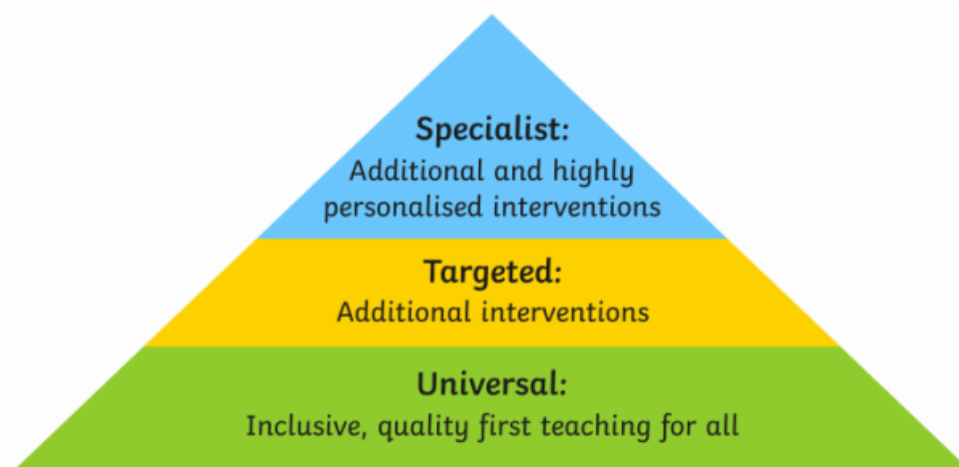 Specialist:
Additional and highly
personalised interventions
Targeted:
Additional interventions
Universal:
Inclusive, quality first teaching for all